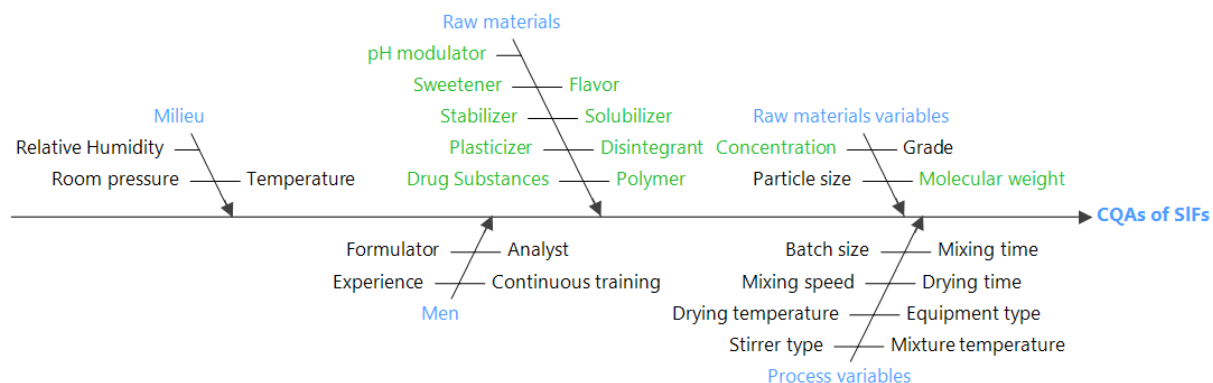 Raw materials
pH modulator
Sweetener
Flavor
Milieu
Stabilizer
Solubilizer
Raw materials variables
Relative Humidity
Plasticizer
Disintegrant
Concentration
Grade
Room pressure
Temperature
Drug Substances
Polymer
Particle size
Molecular weight
CQAs of SlFs
Formulator
Analyst
Batch size
Mixing time
Experience
Continuous training
Mixing speed
Drying time
Men
Drying temperature
Equipment type
Stirrer type
Mixture temperature
Process variables